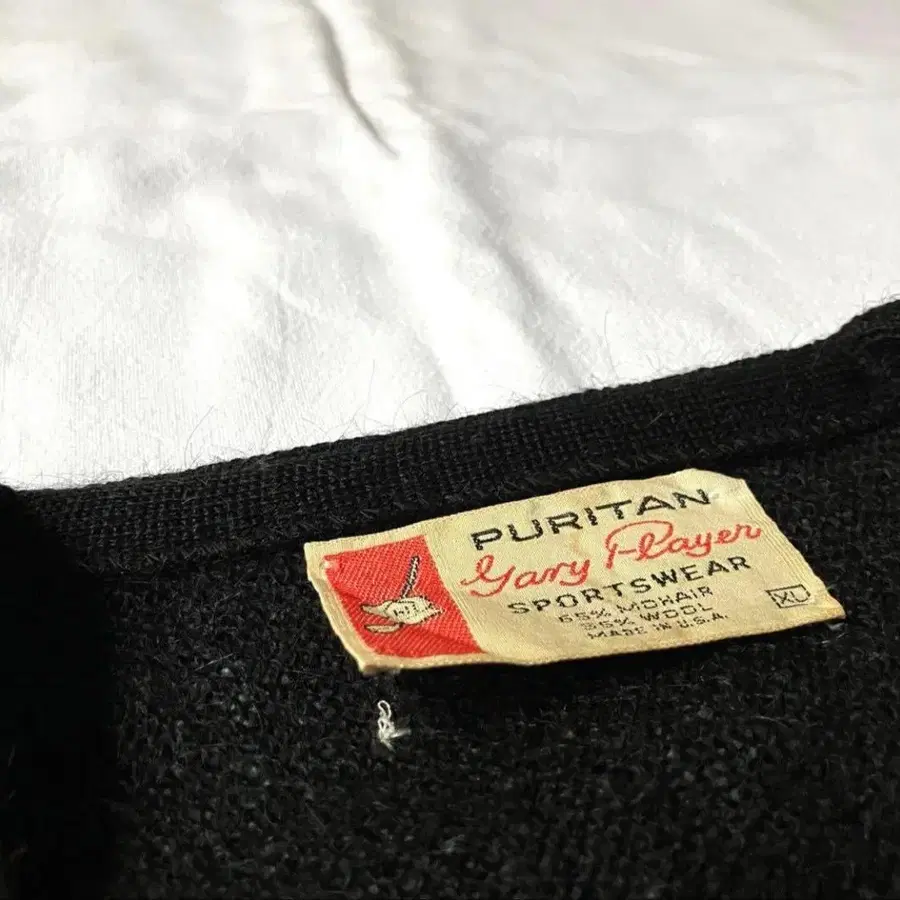 PURITAN
Gary Player
SPORTSWEAR
65% MOHAIR
35% WOOL
MADE IN U.S.A.
XL